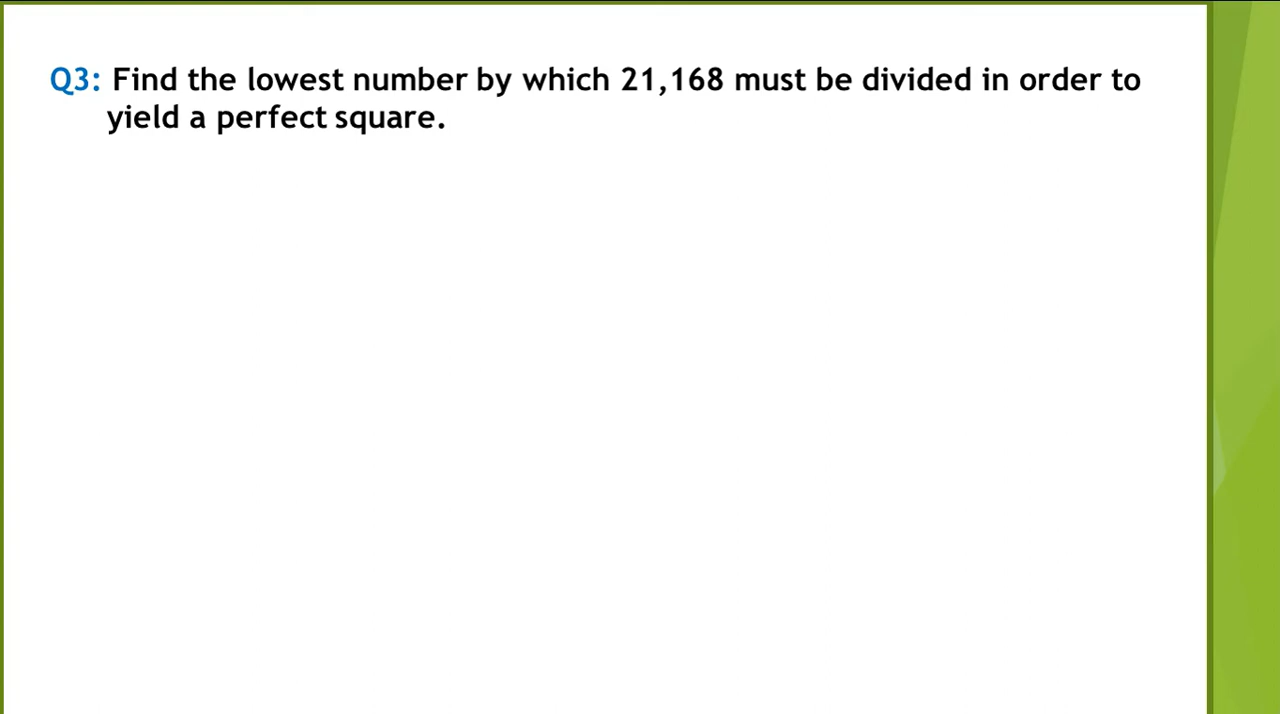 Q3: Find the lowest number by which 21,168 must be divided in order to
yield a perfect square.